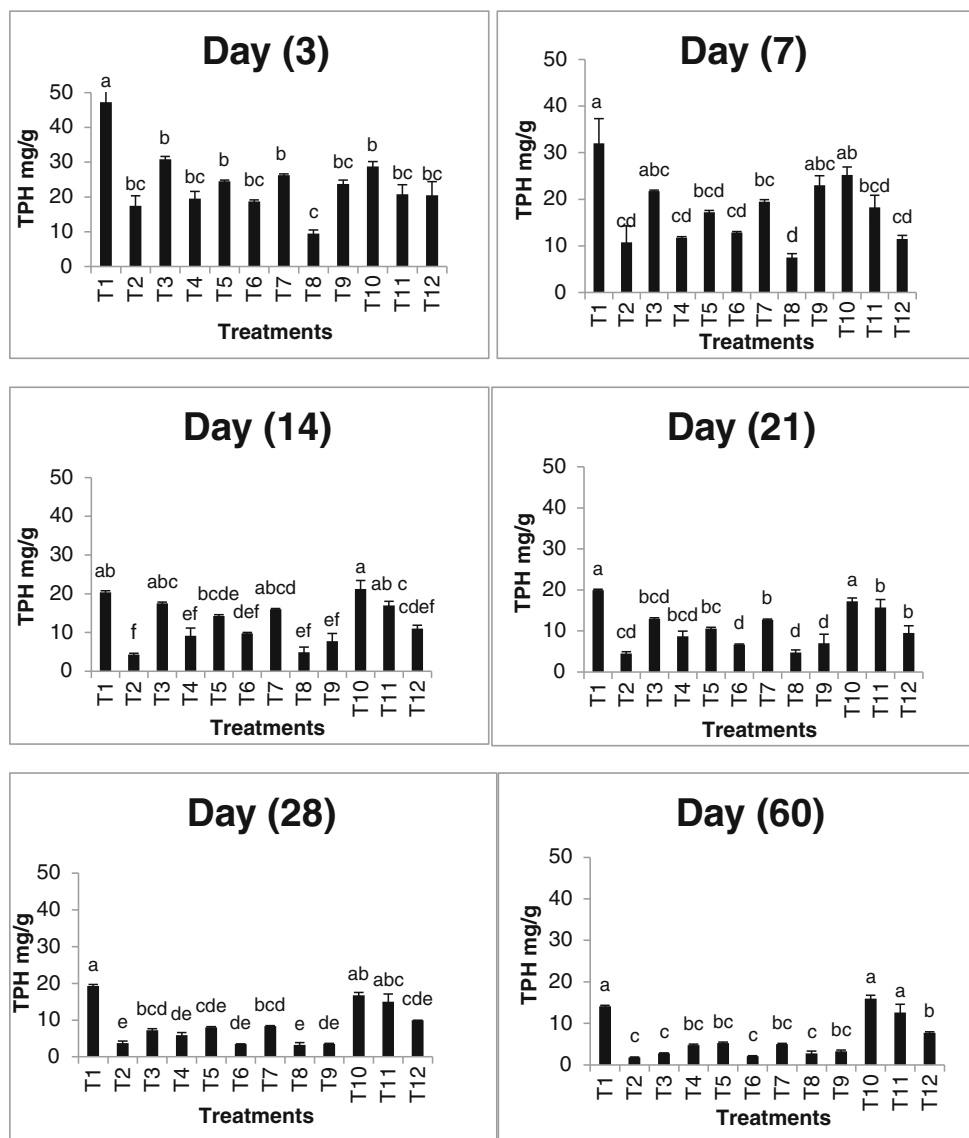 Day (3)
TPH mg/g
50
40
30
20
10
0
a
bc
b
bc
b
bc
b
c
bc
b
bc
bc
T1
T2
T3
T4
T5
T6
T7
T8
T9
T10
T11
T12
Treatments
Day (7)
TPH mg/g
50
40
30
20
10
0
a
cd
abc
cd
bcd
cd
bc
d
abc
ab
bcd
cd
T1
T2
T3
T4
T5
T6
T7
T8
T9
T10
T11
T12
Treatments
Day (14)
TPH mg/g
50
40
30
20
10
0
ab
f
abc
ef
bcde
def
abcd
ef
ef
a
ab c
cdef
T1
T2
T3
T4
T5
T6
T7
T8
T9
T10
T11
T12
Treatments
Day (21)
TPH mg/g
50
40
30
20
10
0
a
cd
bcd
bcd
bc
d
b
d
d
a
b
b
T1
T2
T3
T4
T5
T6
T7
T8
T9
T10
T11
T12
Treatments
Day (28)
TPH mg/g
50
40
30
20
10
0
a
e
bcd
de
cde
de
bcd
e
de
ab
abc
cde
T1
T2
T3
T4
T5
T6
T7
T8
T9
T10
T11
T12
Treatments
Day (60)
TPH mg/g
50
40
30
20
10
0
a
c
c
bc
bc
c
bc
c
bc
a
a
b
T1
T2
T3
T4
T5
T6
T7
T8
T9
T10
T11
T12
Treatments